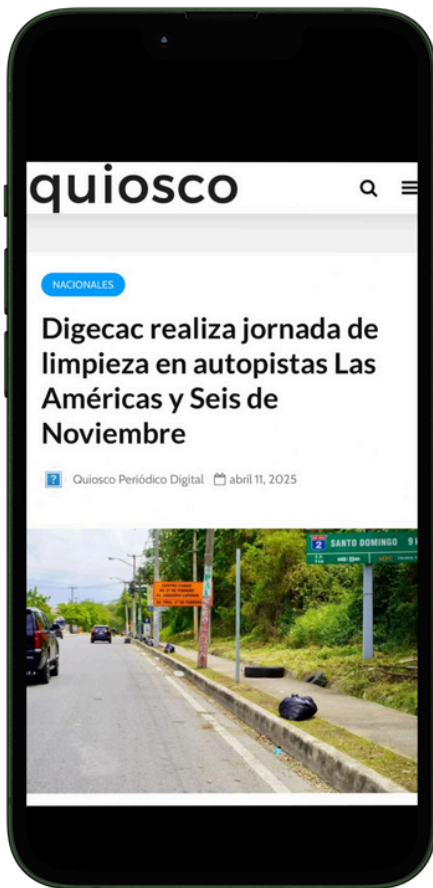 quiosco
NACIONALES
Digecac realiza jornada de
limpieza en autopistas Las
Américas y Seis de
Noviembre
? Quiosco Periódico Digital abril 11, 2025
2 SANTO DOMINGO 9